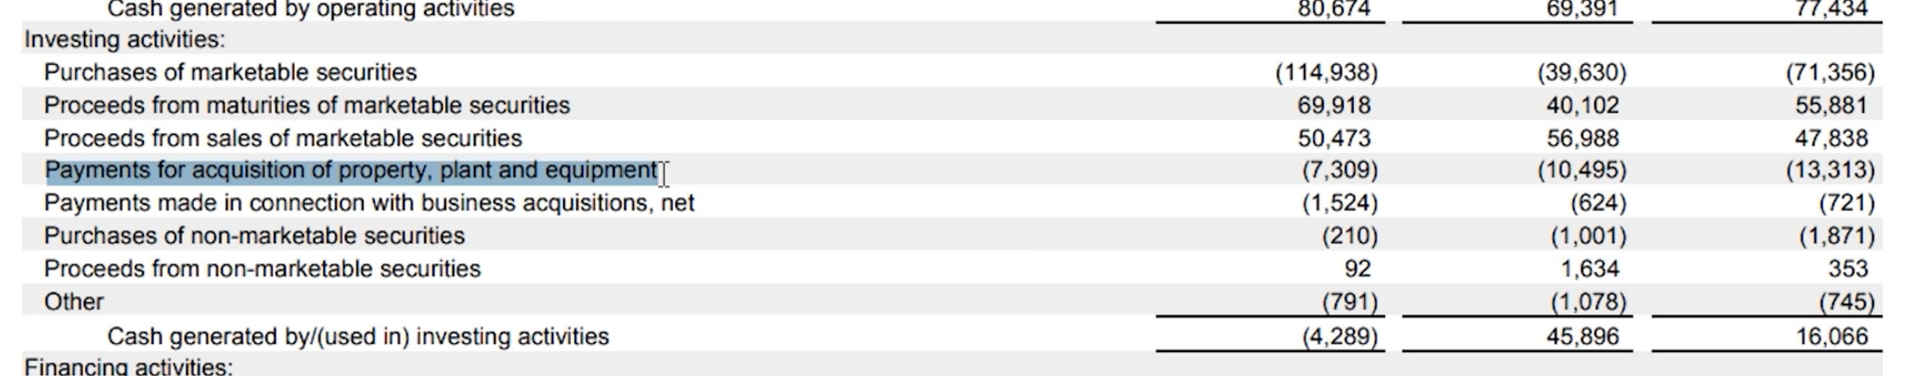 Cash generated by operating activities 80,674 69,391 77,434
Investing activities:
Purchases of marketable securities (114,938) (39,630) (71,356)
Proceeds from maturities of marketable securities 69,918 40,102 55,881
Proceeds from sales of marketable securities 50,473 56,988 47,838
Payments for acquisition of property, plant and equipment (7,309) (10,495) (13,313)
Payments made in connection with business acquisitions, net (1,524) (624) (721)
Purchases of non-marketable securities (210) (1,001) (1,871)
Proceeds from non-marketable securities 92 1,634 353
Other (791) (1,078) (745)
Cash generated by/(used in) investing activities (4,289) 45,896 16,066
Financing activities: